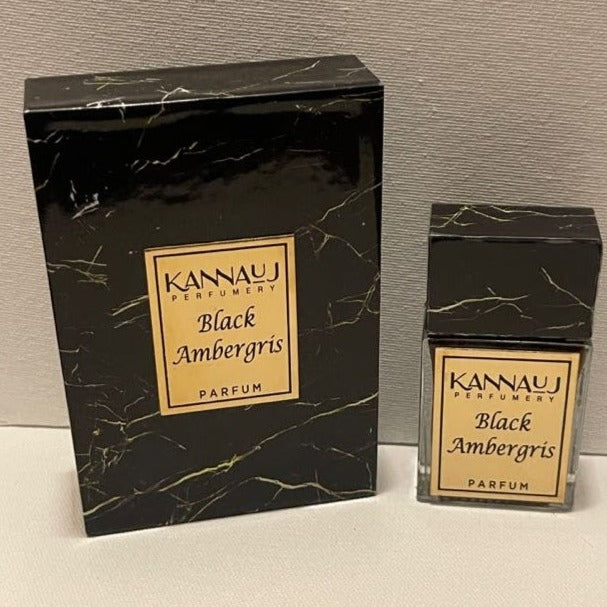 KANNAUJ
PERFUMERY
Black
Ambergris
PARFUM
KANNAUJ
PERFUMERY
Black
Ambergris
PARFUM